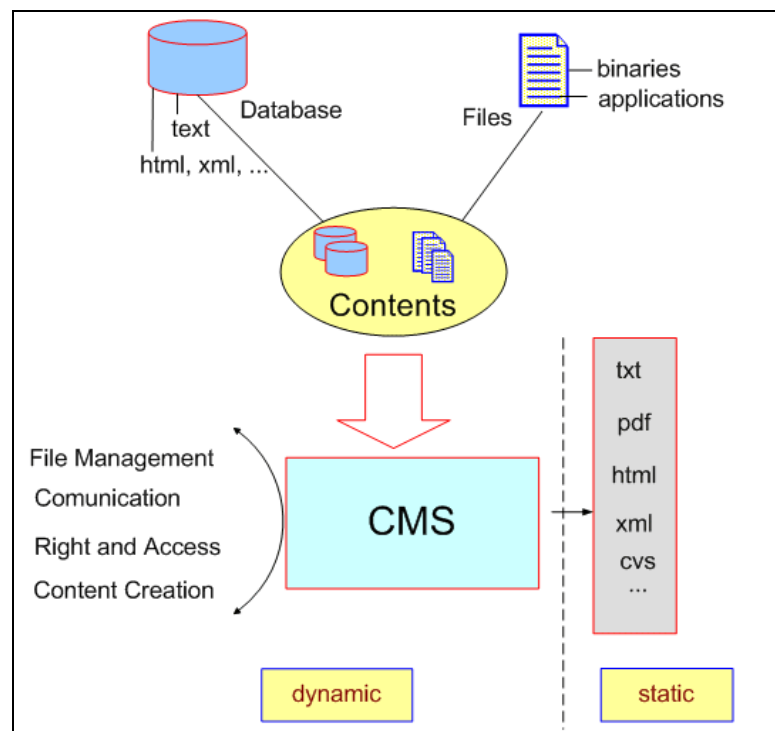 Database
text
html, xml, ...
binaries
applications
Files
Contents
File Management
Comunication
Right and Access
Content Creation
CMS
txt
pdf
html
xml
cvs
...
dynamic
static